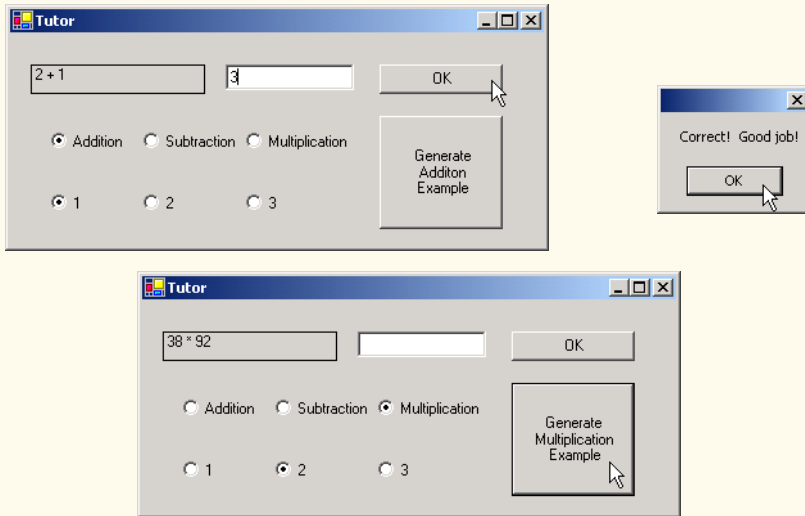 Tutor
2 + 1
3
OK
Addition
Subtraction
Multiplication
Generate
Additon
Example
1
2
3
Correct! Good job!
OK
Tutor
38 * 92
OK
Addition
Subtraction
Multiplication
Generate
Multiplication
Example
1
2
3